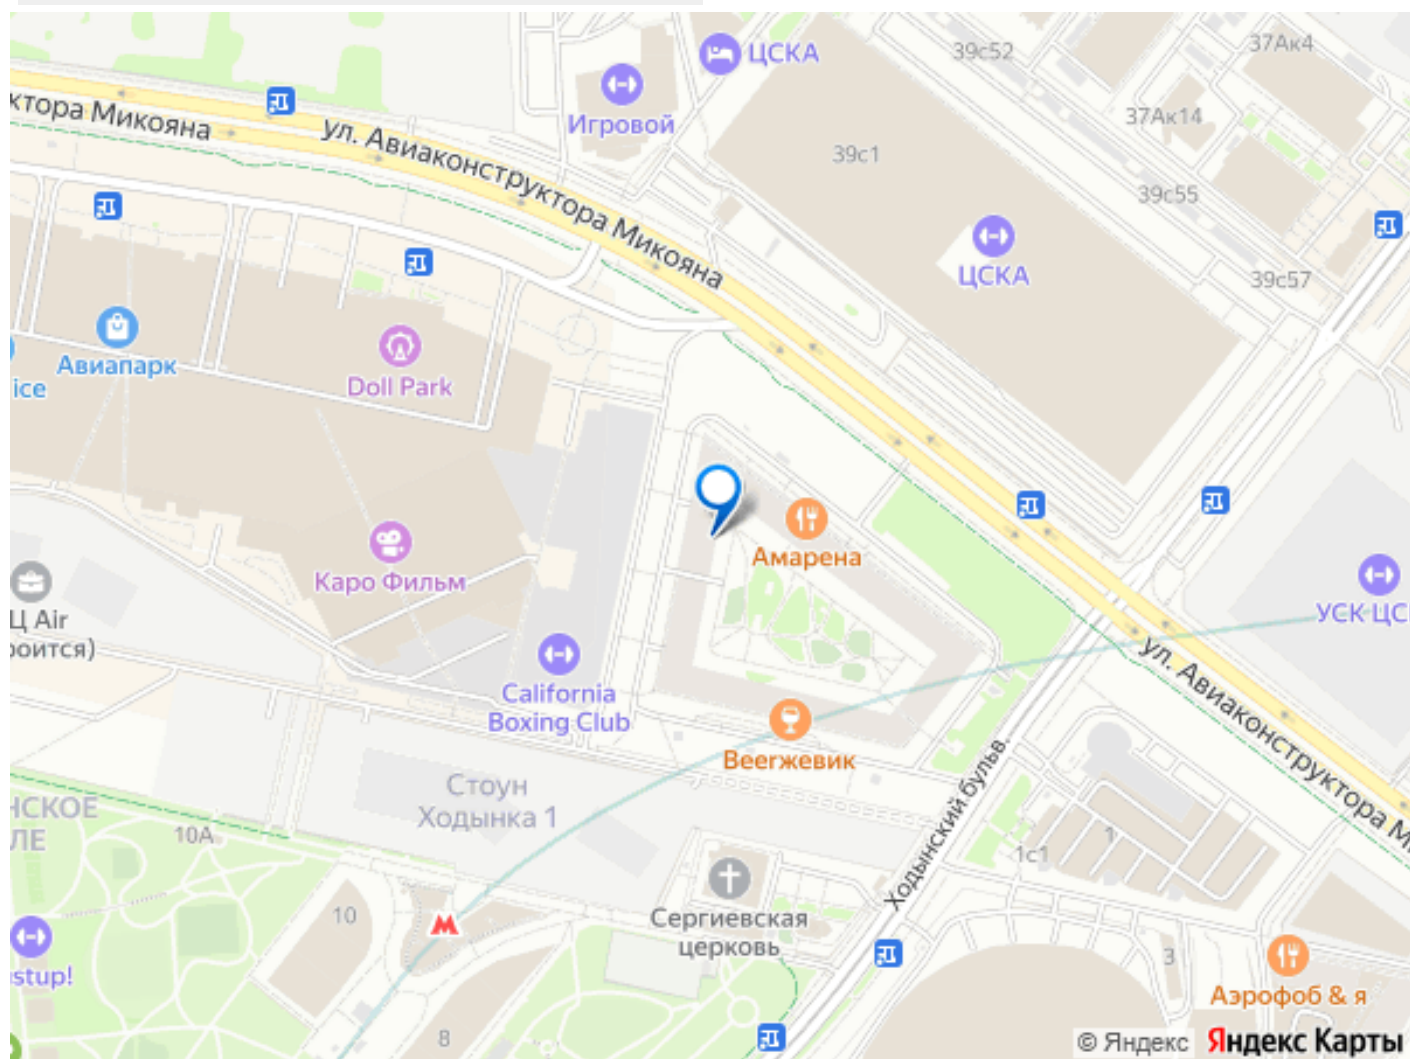 ЦСКА
39с52
37Ак4
ктора Микояна
ул. Авиаконструктора Микояна
Игровой
37Ак14
39с1
39с55
ЦСКА
39с57
Авиапарк
ice
Doll Park
Амарена
Каро Фильм
Ц Air
роится)
УСК ЦС
ул. Авиаконструктора М
California
Boxing Club
Beerжевик
Стоун
Ходынка 1
НСКОЕ
ЛЕ
10А
Ходынский бульв.
1
1с1
10
Сергиевская
церковь
3
stup!
Аэрофоб & я
8
© Яндекс Яндекс Карты